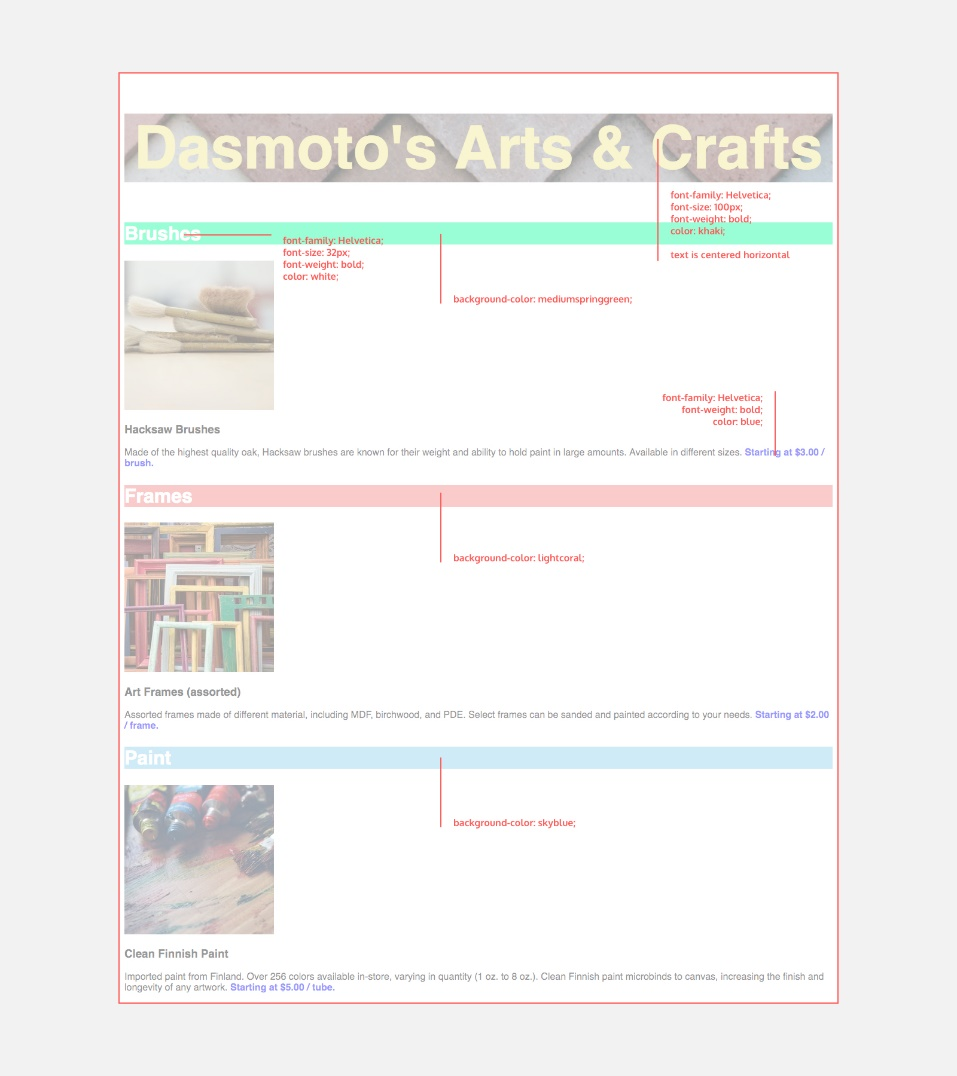 Dasmoto's Arts & Crafts
font-family: Helvetica;
font-size: 100px;
font-weight: bold;
color: khaki;
text is centered horizontal
Brushes
font-family: Helvetica;
font-size: 32px;
font-weight: bold;
color: white;
background-color: mediumspringgreen;
font-family: Helvetica;
font-weight: bold;
color: blue;
Hacksaw Brushes
Made of the highest quality oak, Hacksaw brushes are known for their weight and ability to hold paint in large amounts. Available in different sizes. Starting at $3.00 /
brush.
Frames
background-color: lightcoral;
Art Frames (assorted)
Assorted frames made of different material, including MDF, birchwood, and PDE. Select frames can be sanded and painted according to your needs. Starting at $2.00
/ frame.
Paint
background-color: skyblue;
Clean Finnish Paint
Imported paint from Finland. Over 256 colors available in-store, varying in quantity (1 oz. to 8 oz.). Clean Finnish paint microbinds to canvas, increasing the finish and
longevity of any artwork. Starting at $5.00 / tube.